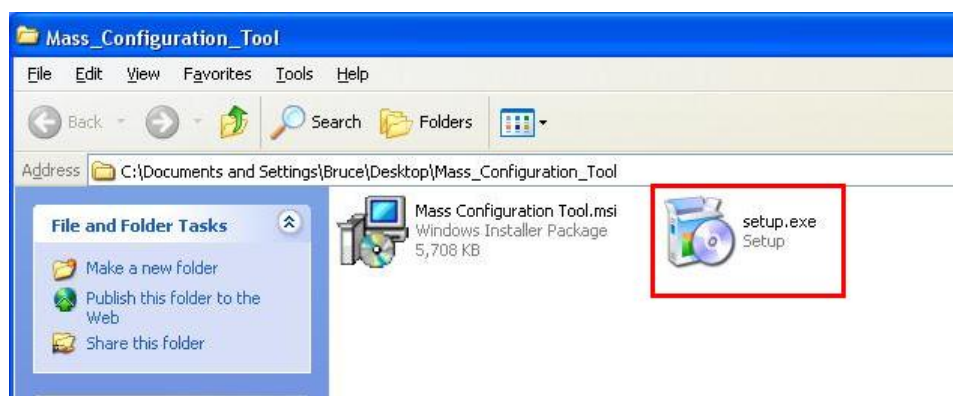 Mass_Configuration_Tool
File Edit View Favorites Tools Help
Back Search Folders
Address C:\Documents and Settings\Bruce\Desktop\Mass_Configuration_Tool
File and Folder Tasks
Make a new folder
Publish this folder to the
Web
Share this folder
Mass Configuration Tool.msi
Windows Installer Package
5,708 KB
setup.exe
Setup